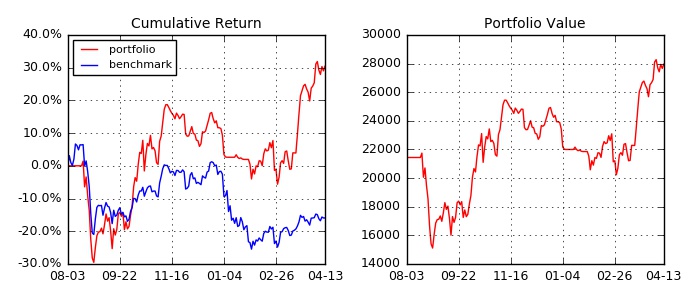 Cumulative Return
40.0%
30.0%
20.0%
10.0%
0.0%
-10.0%
-20.0%
-30.0%
portfolio
benchmark
08-03 09-22 11-16 01-04 02-26 04-13
Portfolio Value
30000
28000
26000
24000
22000
20000
18000
16000
14000
08-03 09-22 11-16 01-04 02-26 04-13